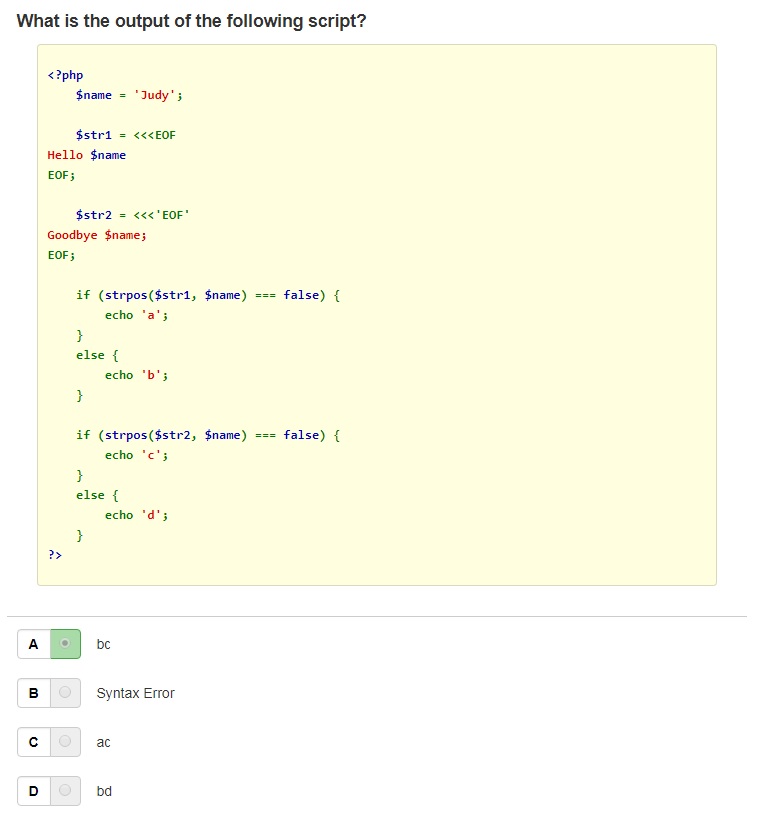 What is the output of the following script?
<?php
$name = 'Judy';
$str1 = <<<EOF
Hello $name
EOF;
$str2 = <<<'EOF'
Goodbye $name;
EOF;
if (strpos($str1, $name) === false) {
echo 'a';
}
else {
echo 'b';
}
if (strpos($str2, $name) === false) {
echo 'c';
}
else {
echo 'd';
}
?>
A bc
B Syntax Error
C ac
D bd